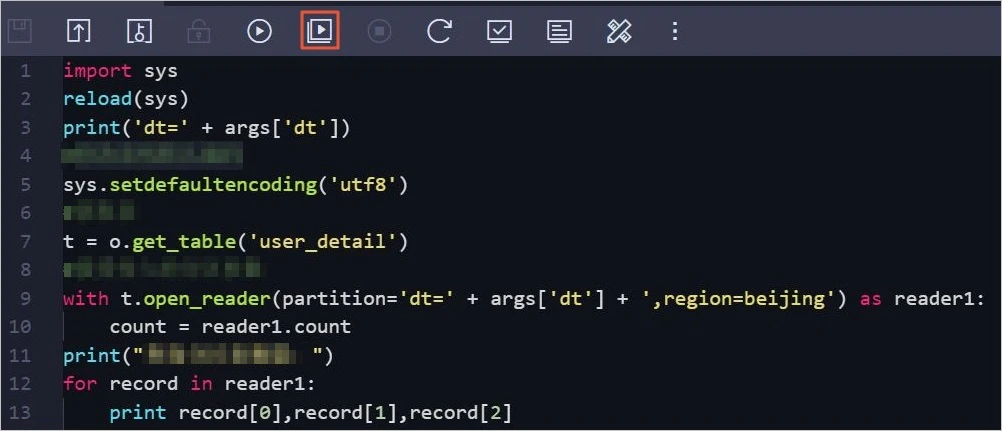 1 import sys
2 reload(sys)
3 print('dt=' + args['dt'])
4
5 sys.setdefaultencoding('utf8')
6
7 t = o.get_table('user_detail')
8
9 with t.open_reader(partition='dt=' + args['dt'] + ',region=beijing') as reader1:
10     count = reader1.count
11 print(" ")
12 for record in reader1:
13     print record[0],record[1],record[2]